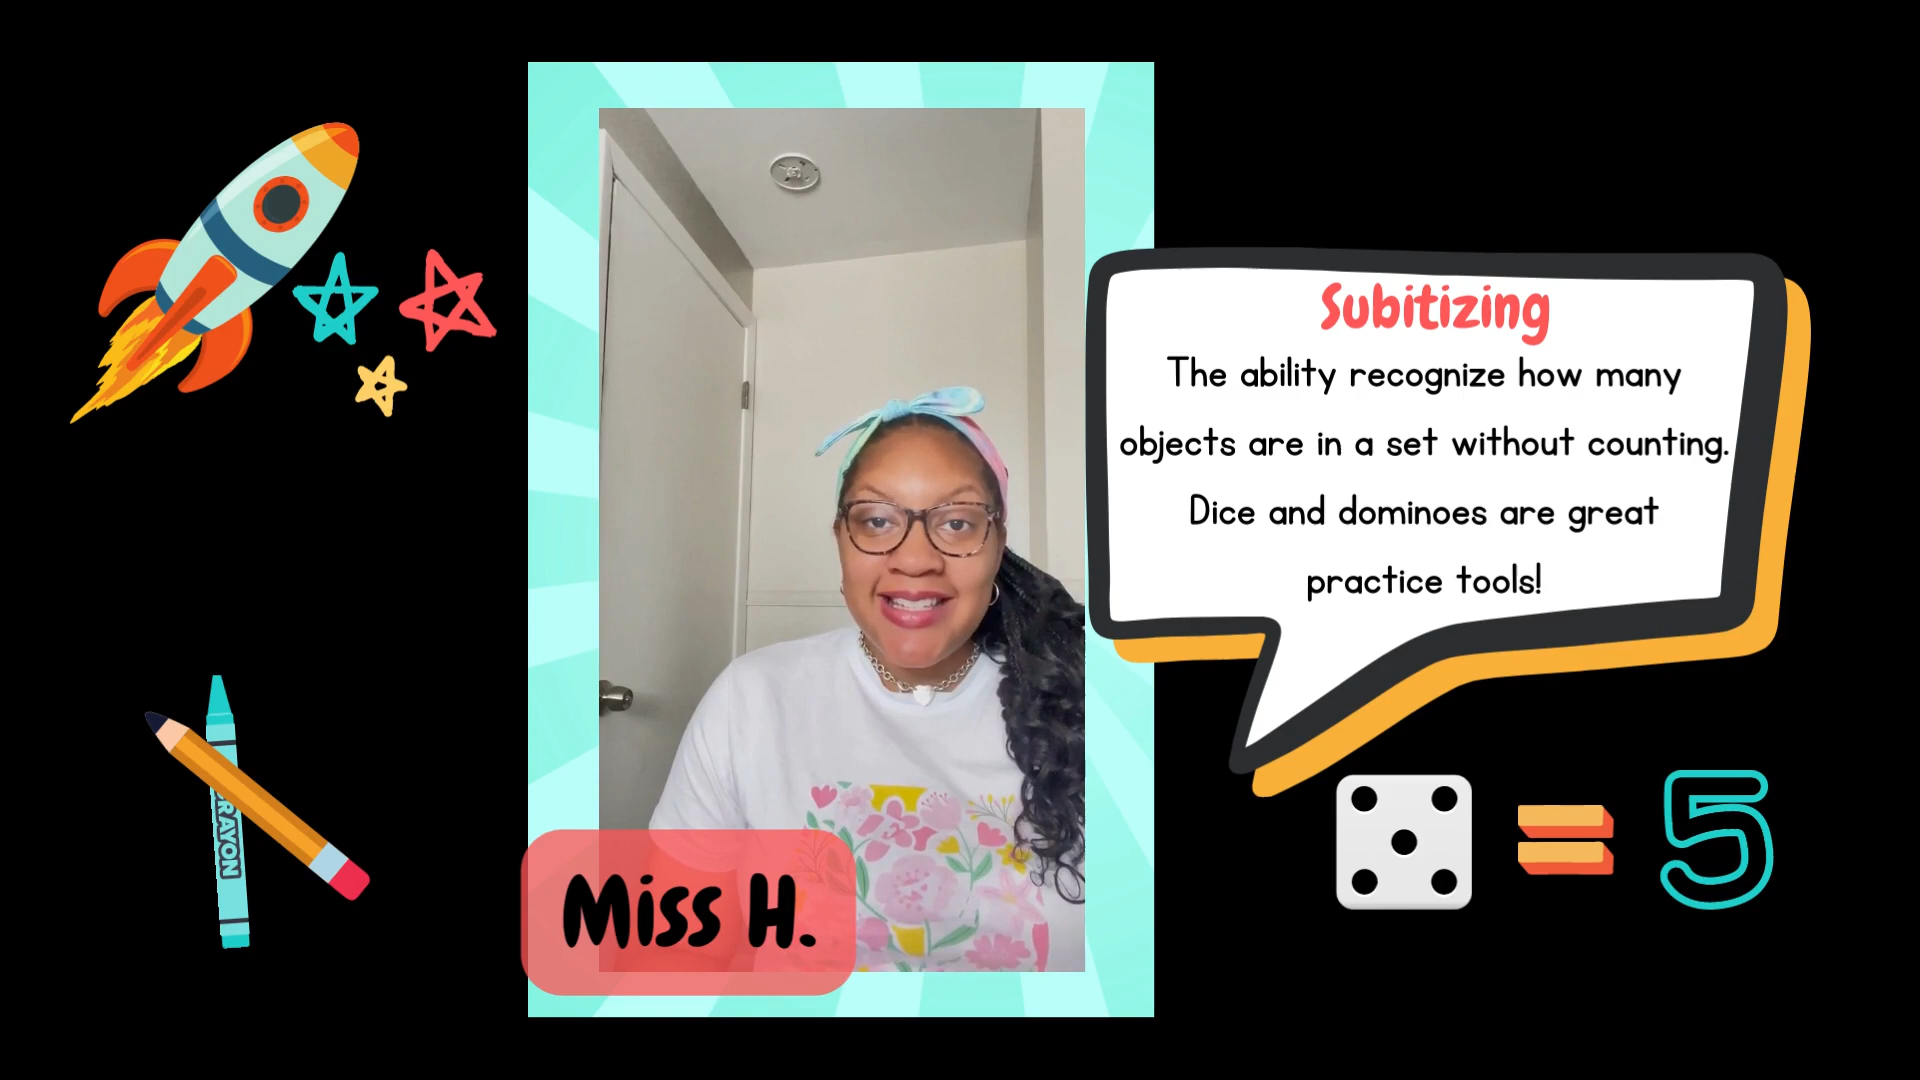 Subitizing
The ability recognize how many
objects are in a set without counting.
Dice and dominoes are great
practice tools!
5
CRAYON
Miss H.